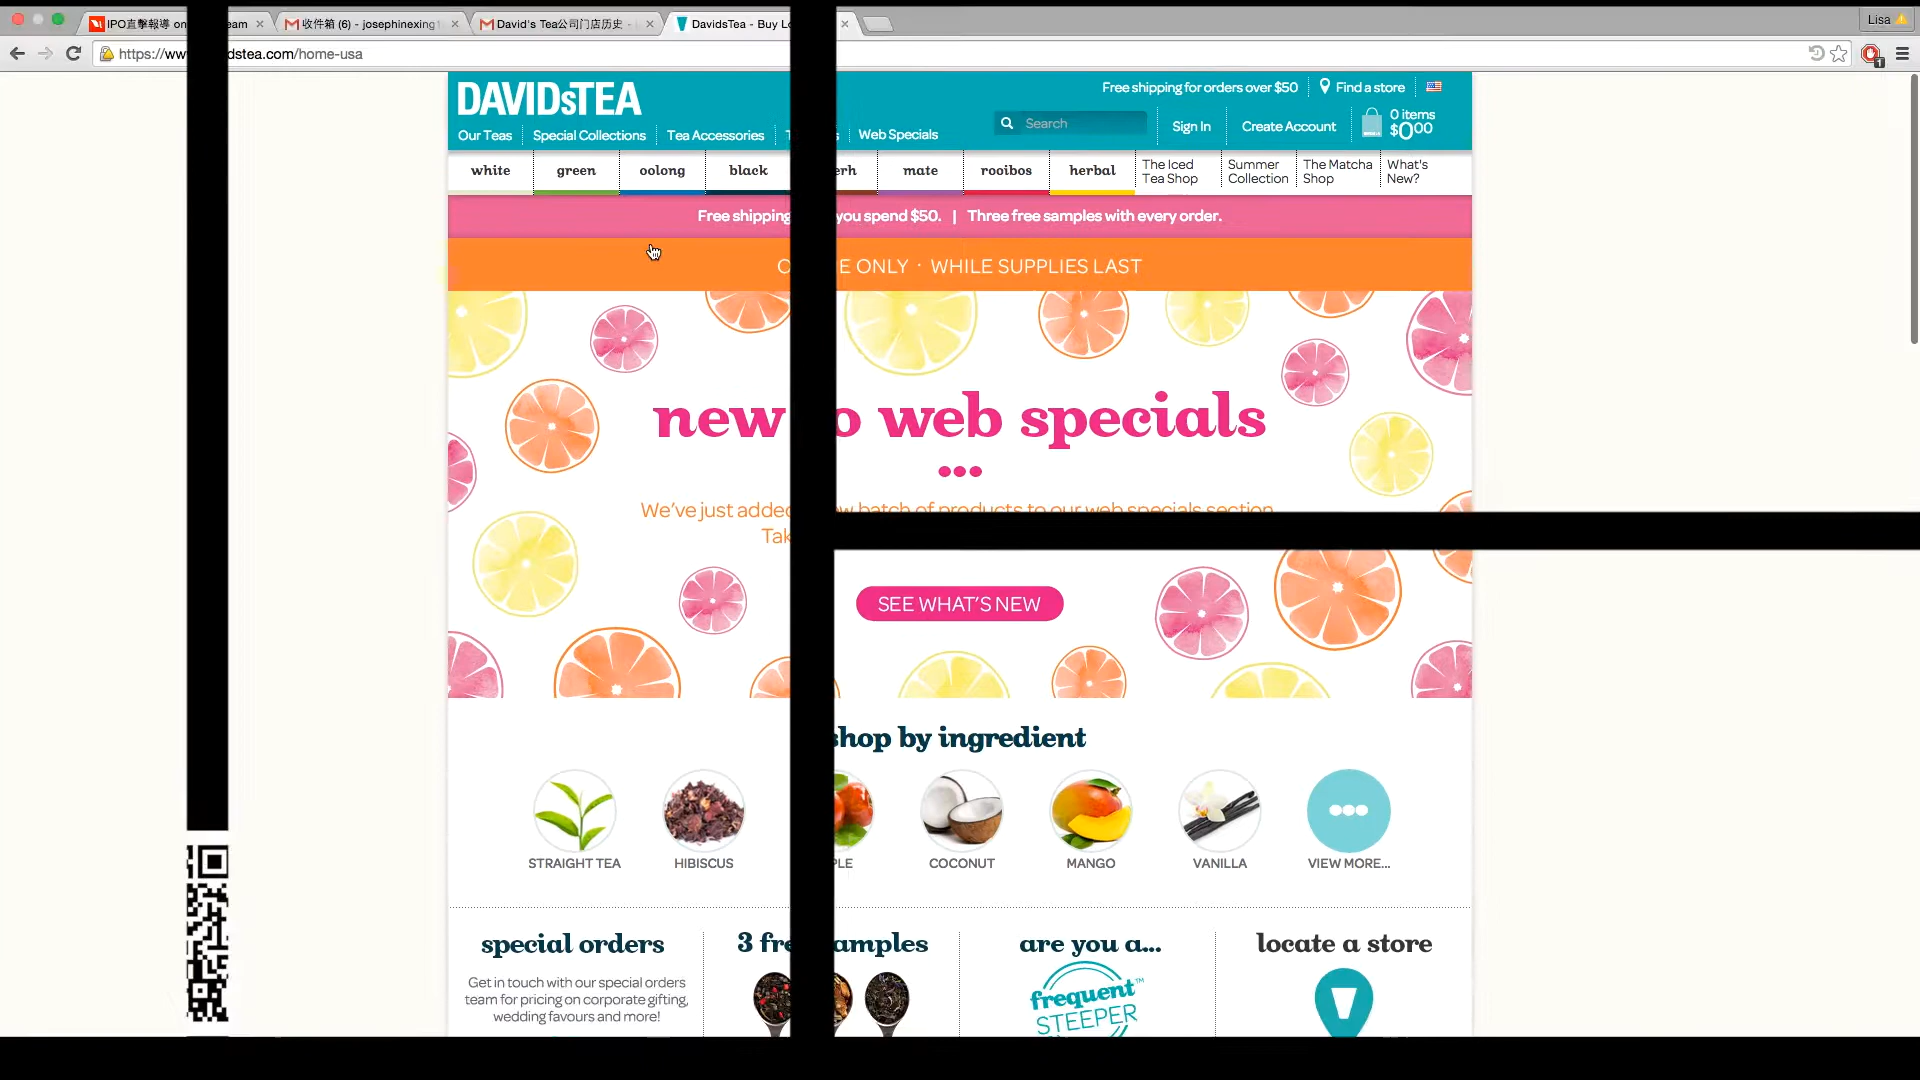 IPO直擊報導 on eam
收件箱 (6) - josephinexing1
David's Tea公司门店历史 -
DavidsTea - Buy Lo
Lisa
https://ww dstea.com/home-usa
DAVIDsTEA
Free shipping for orders over $50
Find a store
Search
Sign In
Create Account
0 items
$0.00
Our Teas
Special Collections
Tea Accessories
Web Specials
white
green
oolong
black
erh
mate
rooibos
herbal
The Iced Tea Shop
Summer Collection
The Matcha Shop
What's New?
Free shipping you spend $50. | Three free samples with every order.
E ONLY · WHILE SUPPLIES LAST
new o web specials
We've just added w batch of products to our web specials section
SEE WHAT'S NEW
shop by ingredient
STRAIGHT TEA
HIBISCUS
PLE
COCONUT
MANGO
VANILLA
VIEW MORE...
special orders
Get in touch with our special orders
team for pricing on corporate gifting,
wedding favours and more!
3 fre amples
are you a...
frequent™
STEEPER
locate a store